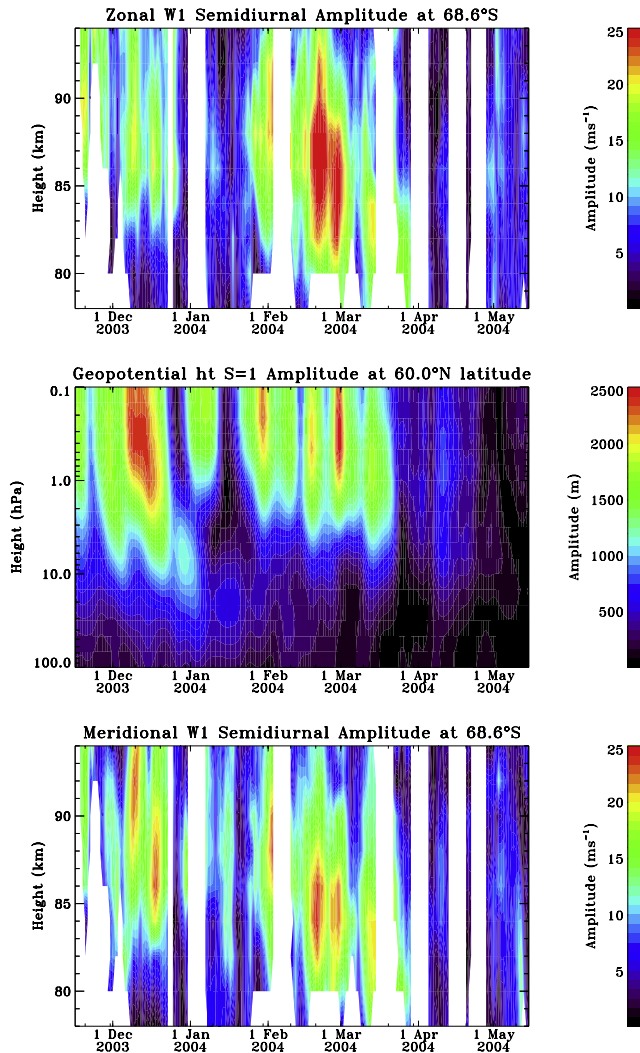 Zonal W1 Semidiurnal Amplitude at 68.6°S
Height (km)
90
85
80
1 Dec 2003
1 Jan 2004
1 Feb 2004
1 Mar 2004
1 Apr 2004
1 May 2004
Amplitude (ms⁻¹)
25
20
15
10
5
Geopotential ht S=1 Amplitude at 60.0°N latitude
Height (hPa)
0.1
1.0
10.0
100.0
1 Dec 2003
1 Jan 2004
1 Feb 2004
1 Mar 2004
1 Apr 2004
1 May 2004
Amplitude (m)
2500
2000
1500
1000
500
Meridional W1 Semidiurnal Amplitude at 68.6°S
Height (km)
90
85
80
1 Dec 2003
1 Jan 2004
1 Feb 2004
1 Mar 2004
1 Apr 2004
1 May 2004
Amplitude (ms⁻¹)
25
20
15
10
5